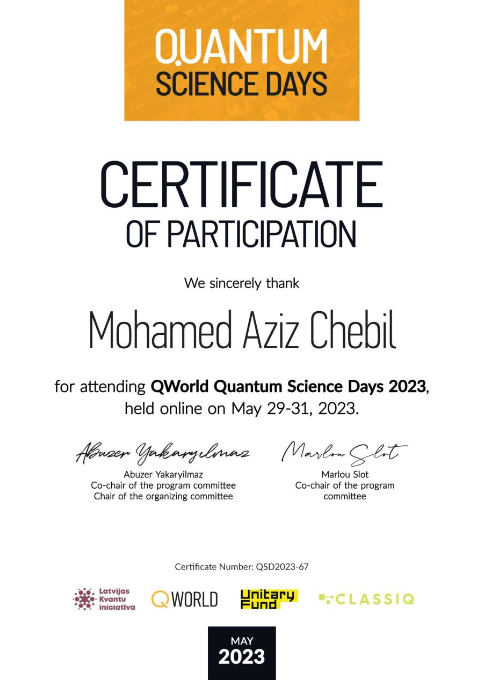 QUANTUM
SCIENCE DAYS
CERTIFICATE
OF PARTICIPATION
We sincerely thank
Mohamed Aziz Chebil
for attending QWorld Quantum Science Days 2023,
held online on May 29-31, 2023.
Abuzer Yakaryılmaz
Marlou Slot
Abuzer Yakaryilmaz
Co-chair of the program committee
Chair of the organizing committee
Marlou Slot
Co-chair of the program
committee
Certificate Number: QSD2023-67
Latvijas
Kvantu
iniciatīva
QWORLD
Unitary
Fund
CLASSIQ
MAY
2023